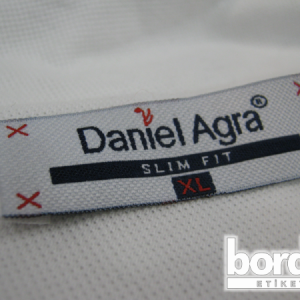 Daniel Agra®
SLIM FIT
XL
bord
ETİKE